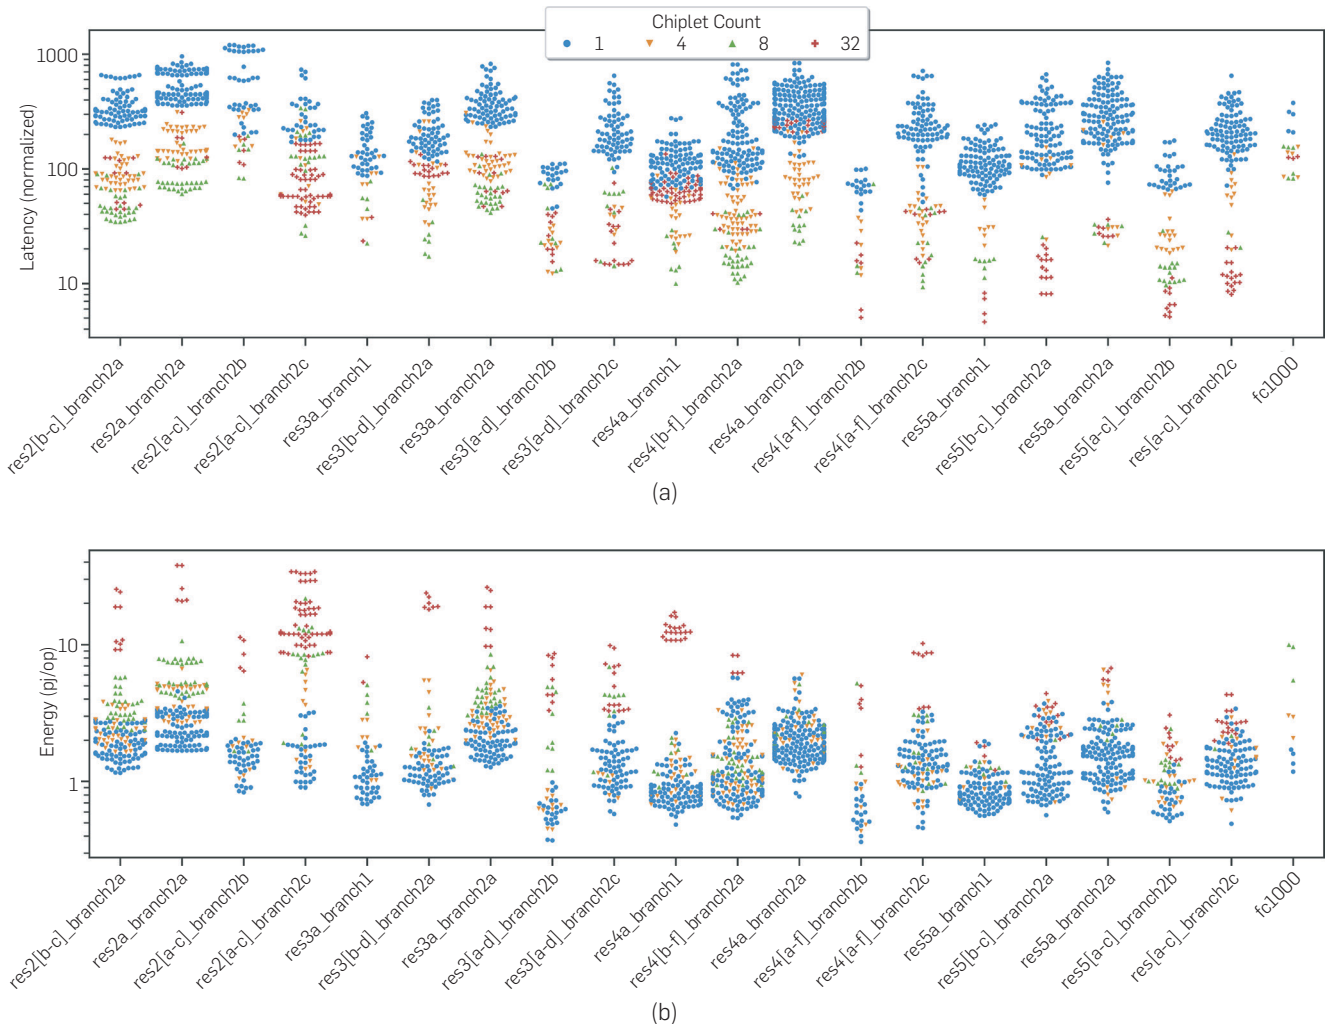 Chiplet Count
1 4 8 32
Latency (normalized)
1000
100
10
res2[b-c]_branch2a
res2a_branch2a
res2[a-c]_branch2b
res2[a-c]_branch2c
res3a_branch1
res3[b-d]_branch2a
res3a_branch2a
res3[a-d]_branch2b
res3[a-d]_branch2c
res4a_branch1
res4[b-f]_branch2a
res4a_branch2a
res4[a-f]_branch2b
res4[a-f]_branch2c
res5a_branch1
res5[b-c]_branch2a
res5a_branch2a
res5[a-c]_branch2b
res[a-c]_branch2c
fc1000
(a)
Energy (pj/op)
10
1
res2[b-c]_branch2a
res2a_branch2a
res2[a-c]_branch2b
res2[a-c]_branch2c
res3a_branch1
res3[b-d]_branch2a
res3a_branch2a
res3[a-d]_branch2b
res3[a-d]_branch2c
res4a_branch1
res4[b-f]_branch2a
res4a_branch2a
res4[a-f]_branch2b
res4[a-f]_branch2c
res5a_branch1
res5[b-c]_branch2a
res5a_branch2a
res5[a-c]_branch2b
res[a-c]_branch2c
fc1000
(b)